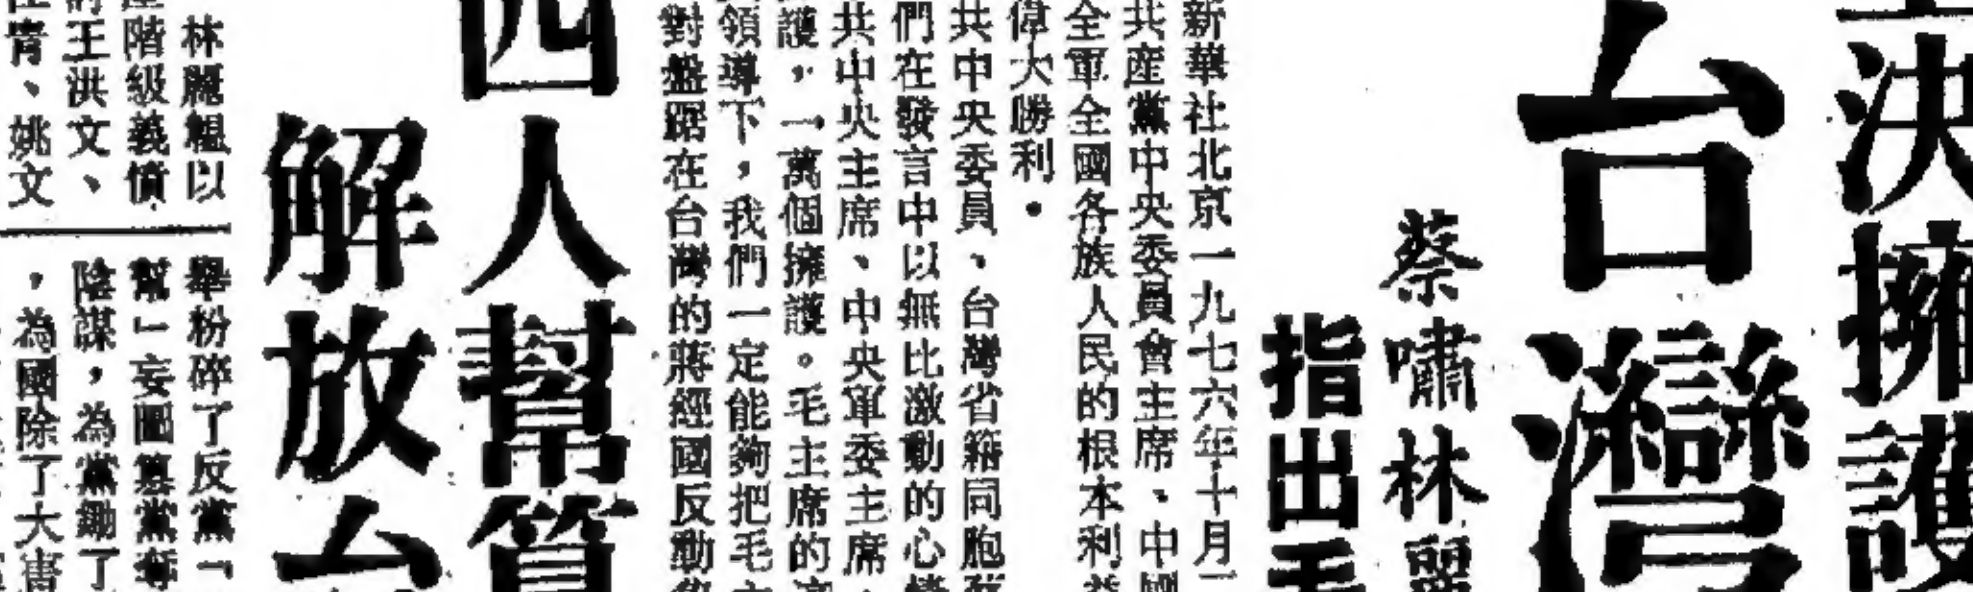 決擁護
台灣
蔡嘯林麗
指出毛
新華社北京一九七六年十月
共産黨中央委員會主席、中國
全軍全國各族人民的根本利益
偉大勝利。
共中央委員、台灣省籍同胞蔡
們在發言中以無比激動的心情
共中央主席、中央軍委主席,
護,一萬個擁護。毛主席的
領導下,我們一定能夠把毛主
對盤踞在台灣的蔣經國反動
四人幫
解放台
林麗韞以
階級義憤
王洪文、
青、姚文
舉粉碎了反黨「
幫」妄圖篡黨奪
陰謀,為黨鋤了
,為國除了大害